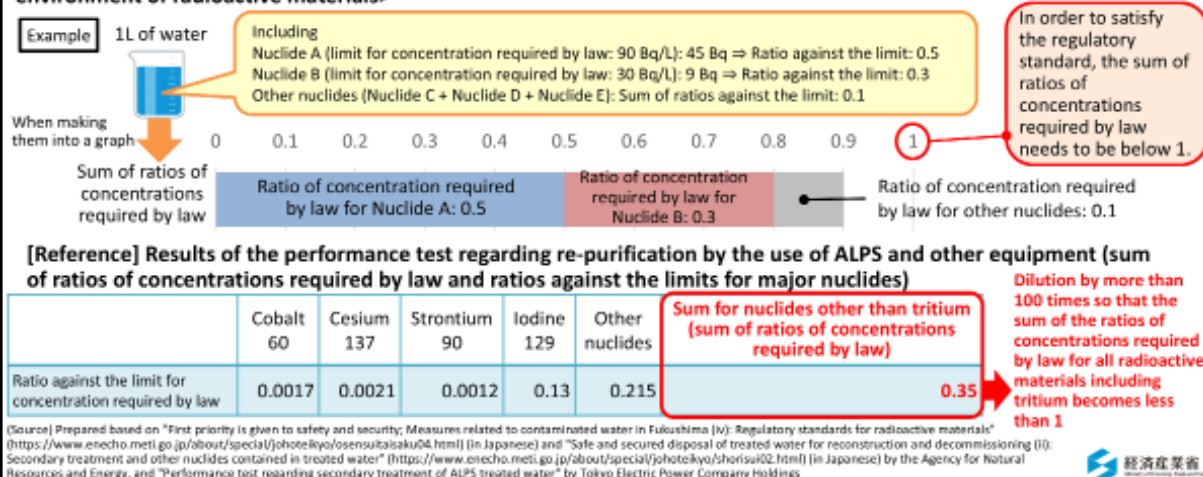 environment of radioactive materials>
Example
1L of water
Including
Nuclide A (limit for concentration required by law: 90 Bq/L): 45 Bq ⇒ Ratio against the limit: 0.5
Nuclide B (limit for concentration required by law: 30 Bq/L): 9 Bq ⇒ Ratio against the limit: 0.3
Other nuclides (Nuclide C + Nuclide D + Nuclide E): Sum of ratios against the limit: 0.1
In order to satisfy
the regulatory
standard, the sum of
ratios of
concentrations
required by law
needs to be below 1.
When making
them into a graph
0 0.1 0.2 0.3 0.4 0.5 0.6 0.7 0.8 0.9 1
Sum of ratios of
concentrations
required by law
Ratio of concentration required
by law for Nuclide A: 0.5
Ratio of concentration
required by law for
Nuclide B: 0.3
Ratio of concentration required
by law for other nuclides: 0.1
[Reference] Results of the performance test regarding re-purification by the use of ALPS and other equipment (sum
of ratios of concentrations required by law and ratios against the limits for major nuclides)
Cobalt 60
Cesium 137
Strontium 90
Iodine 129
Other nuclides
Sum for nuclides other than tritium
(sum of ratios of concentrations
required by law)
Ratio against the limit for
concentration required by law
0.0017 0.0021 0.0012 0.13 0.215 0.35
Dilution by more than
100 times so that the
sum of the ratios of
concentrations required
by law for all radioactive
materials including
tritium becomes less
than 1
(Source) Prepared based on "First priority is given to safety and security; Measures related to contaminated water in Fukushima (iv): Regulatory standards for radioactive materials"
(https://www.enecho.meti.go.jp/about/special/johoteikyo/osensuitaisaku04.html) (in Japanese) and "Safe and secured disposal of treated water for reconstruction and decommissioning (ii):
Secondary treatment and other nuclides contained in treated water" (https://www.enecho.meti.go.jp/about/special/johoteikyo/shorisui02.html) (in Japanese) by the Agency for Natural
Resources and Energy, and "Performance test regarding secondary treatment of ALPS treated water" by Tokyo Electric Power Company Holdings
経済産業省